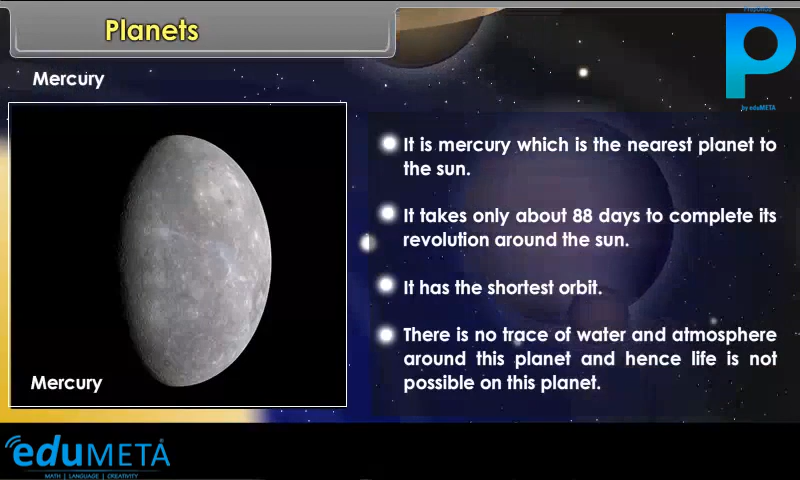 Planets
Mercury
It is mercury which is the nearest planet to
the sun.
It takes only about 88 days to complete its
revolution around the sun.
It has the shortest orbit.
There is no trace of water and atmosphere
around this planet and hence life is not
possible on this planet.
Mercury
P
by eduMETA
eduMETA
MATH | LANGUAGE | CREATIVITY